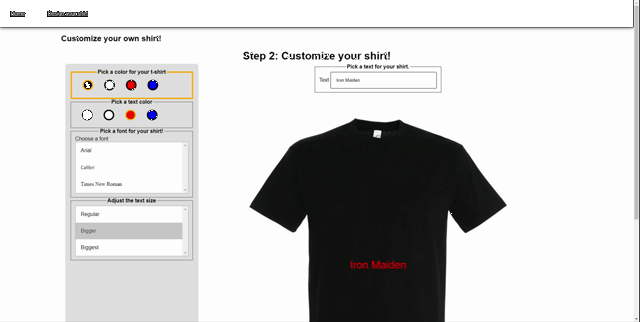 Home
Customize your own shirt!
Step 2: Customize your shirt!
Pick a text for your shirt.
Text
Iron Maiden
Pick a color for your t-shirt
Pick a text color
Pick a font for your shirt!
Choose a font
Arial
Calibri
Times New Roman
Adjust the text size
Regular
Bigger
Biggest
Iron Maiden